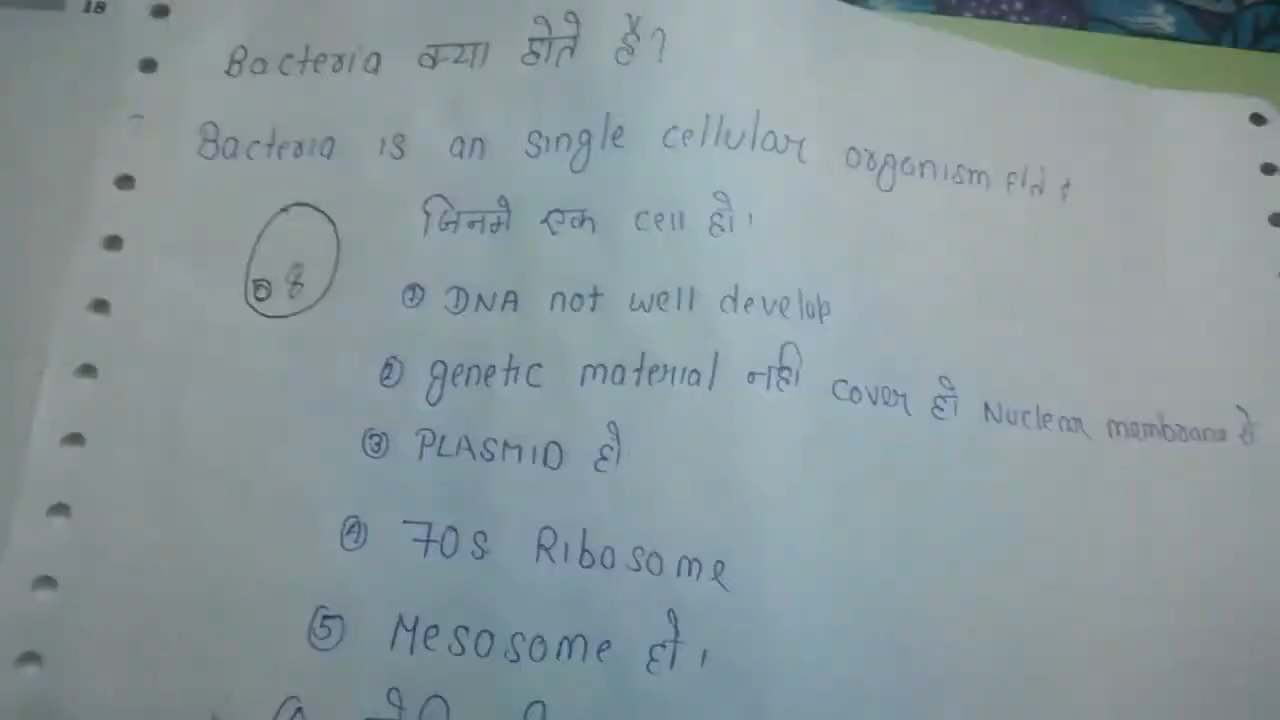 18
Bacteria क्या होते हैं?
Bacteria is an single cellular organism होते है
जिनमे एक cell हो।
① DNA not well develop
② genetic material नही cover हो Nuclear membrane से
③ PLASMID हो
④ 70s Ribosome
⑤ Mesosome हो।